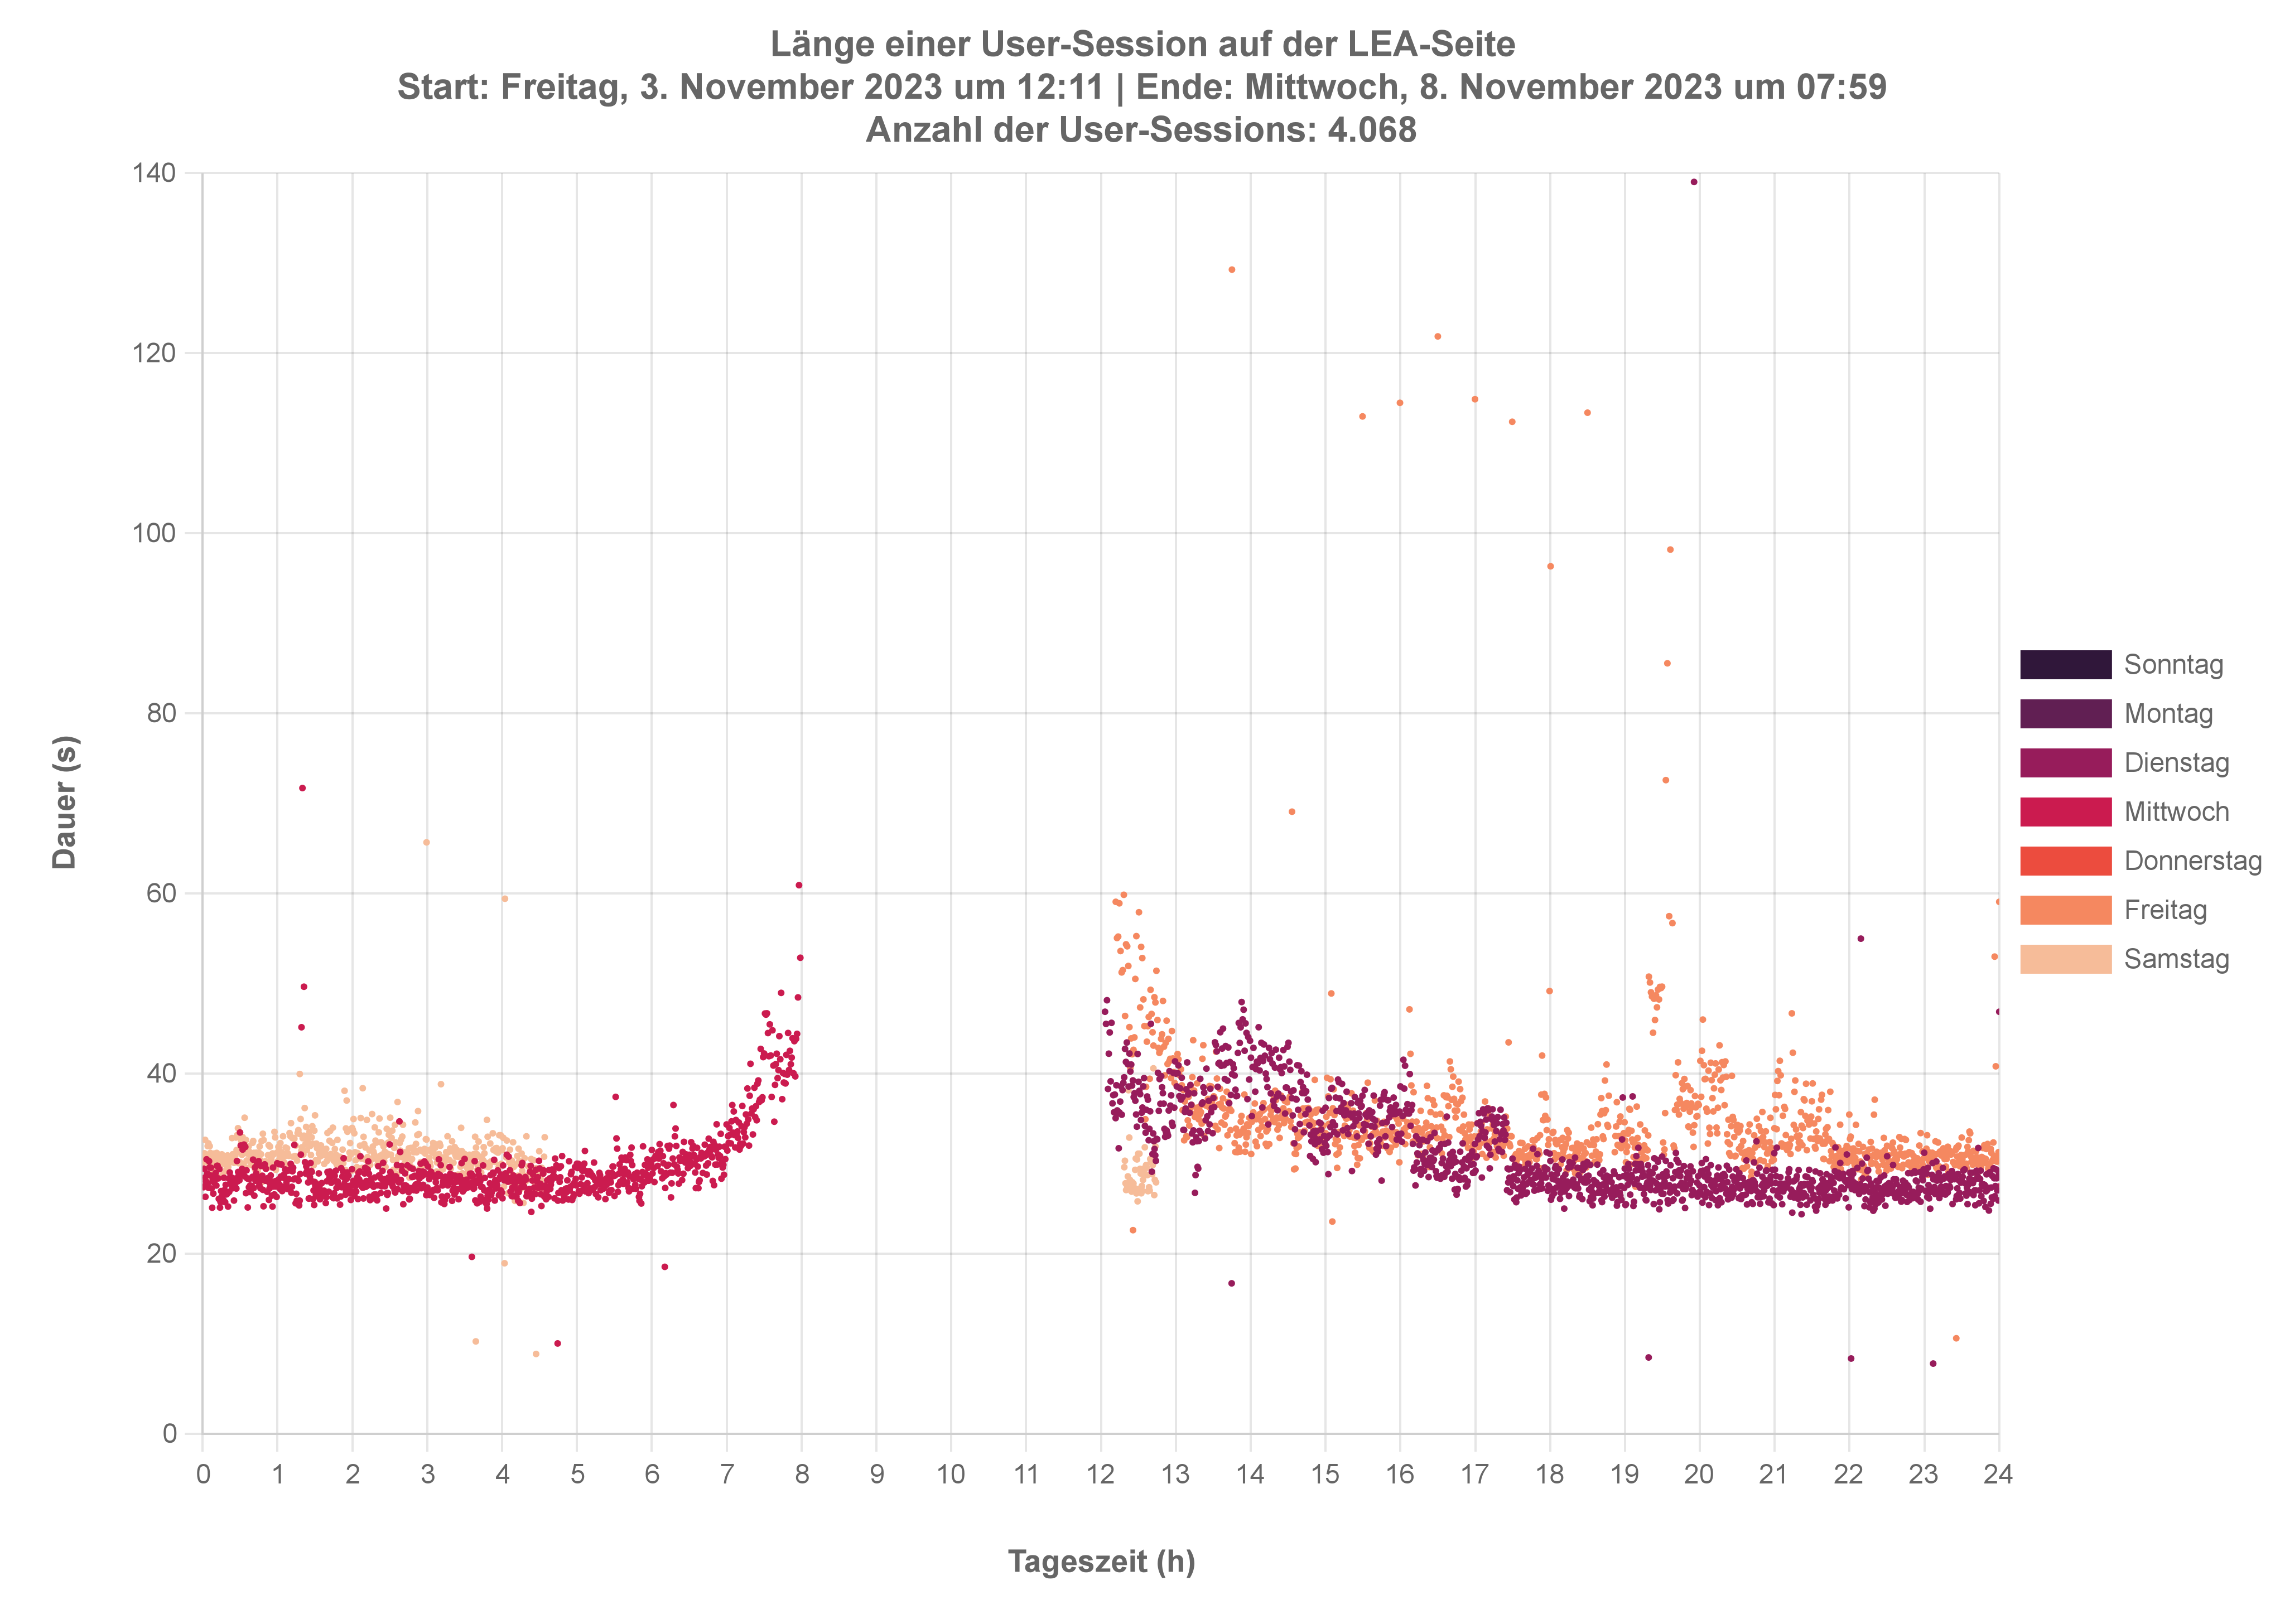 Länge einer User-Session auf der LEA-Seite
Start: Freitag, 3. November 2023 um 12:11 | Ende: Mittwoch, 8. November 2023 um 07:59
Anzahl der User-Sessions: 4.068
140
120
100
80
60
40
20
0
Dauer (s)
0 1 2 3 4 5 6 7 8 9 10 11 12 13 14 15 16 17 18 19 20 21 22 23 24
Tageszeit (h)
Sonntag
Montag
Dienstag
Mittwoch
Donnerstag
Freitag
Samstag